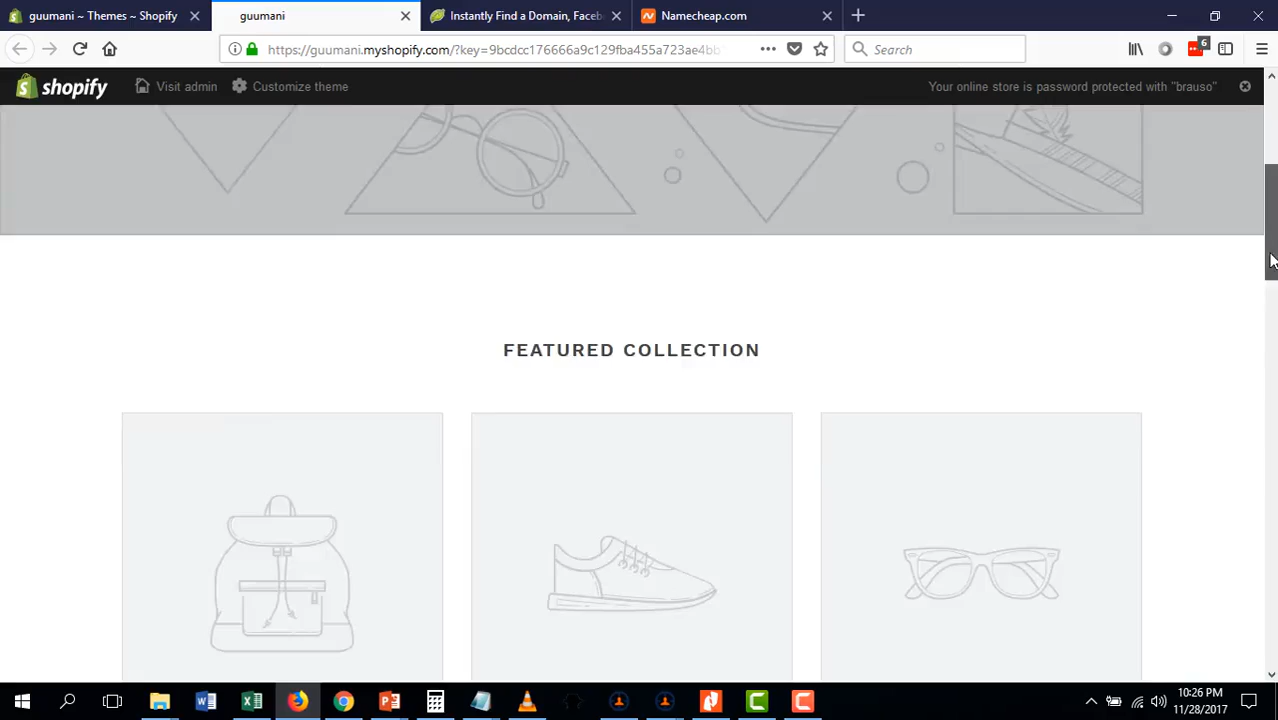 guumani ~ Themes ~ Shopify
guumani
Instantly Find a Domain, Faceb
Namecheap.com
https://guumani.myshopify.com/?key=9bcdcc176666a9c129fba455a723ae4bb
Search
6
shopify
Visit admin
Customize theme
Your online store is password protected with "brauso"
FEATURED COLLECTION
10:26 PM
11/28/2017